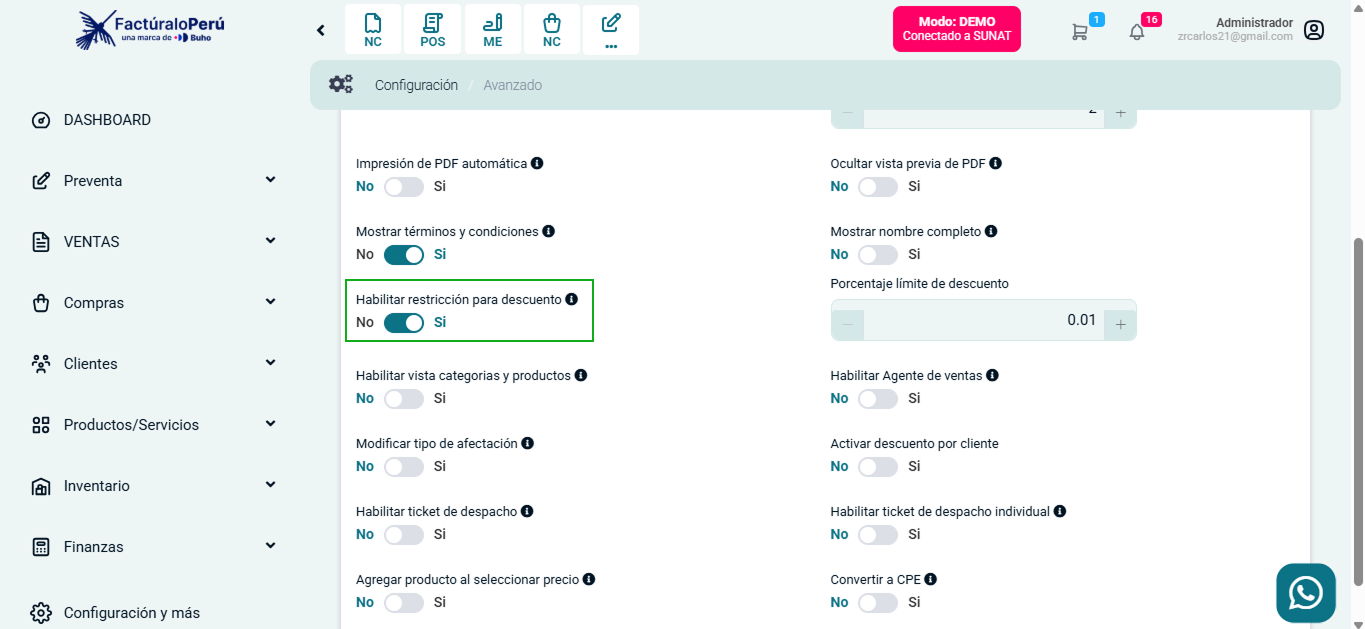 FactúraloPerú
una marca de Buho
NC
POS
ME
NC
...
Modo: DEMO
Conectado a SUNAT
1
16
Administrador
zrcarlos21@gmail.com
Configuración / Avanzado
DASHBOARD
Preventa
VENTAS
Compras
Clientes
Productos/Servicios
Inventario
Finanzas
Configuración y más
− 2 +
Impresión de PDF automática
No Si
Ocultar vista previa de PDF
No Si
Mostrar términos y condiciones
No Si
Mostrar nombre completo
No Si
Habilitar restricción para descuento
No Si
Porcentaje límite de descuento
− 0.01 +
Habilitar vista categorias y productos
No Si
Habilitar Agente de ventas
No Si
Modificar tipo de afectación
No Si
Activar descuento por cliente
No Si
Habilitar ticket de despacho
No Si
Habilitar ticket de despacho individual
No Si
Agregar producto al seleccionar precio
No Si
Convertir a CPE
No Si